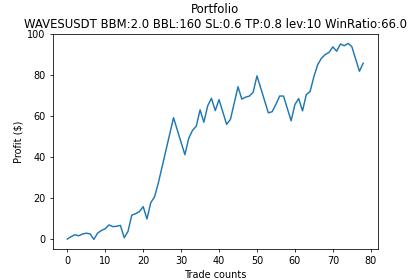 Portfolio
WAVESUSDT BBM:2.0 BBL:160 SL:0.6 TP:0.8 lev:10 WinRatio:66.0
100
80
60
40
20
0
Profit ($)
0 10 20 30 40 50 60 70 80
Trade counts